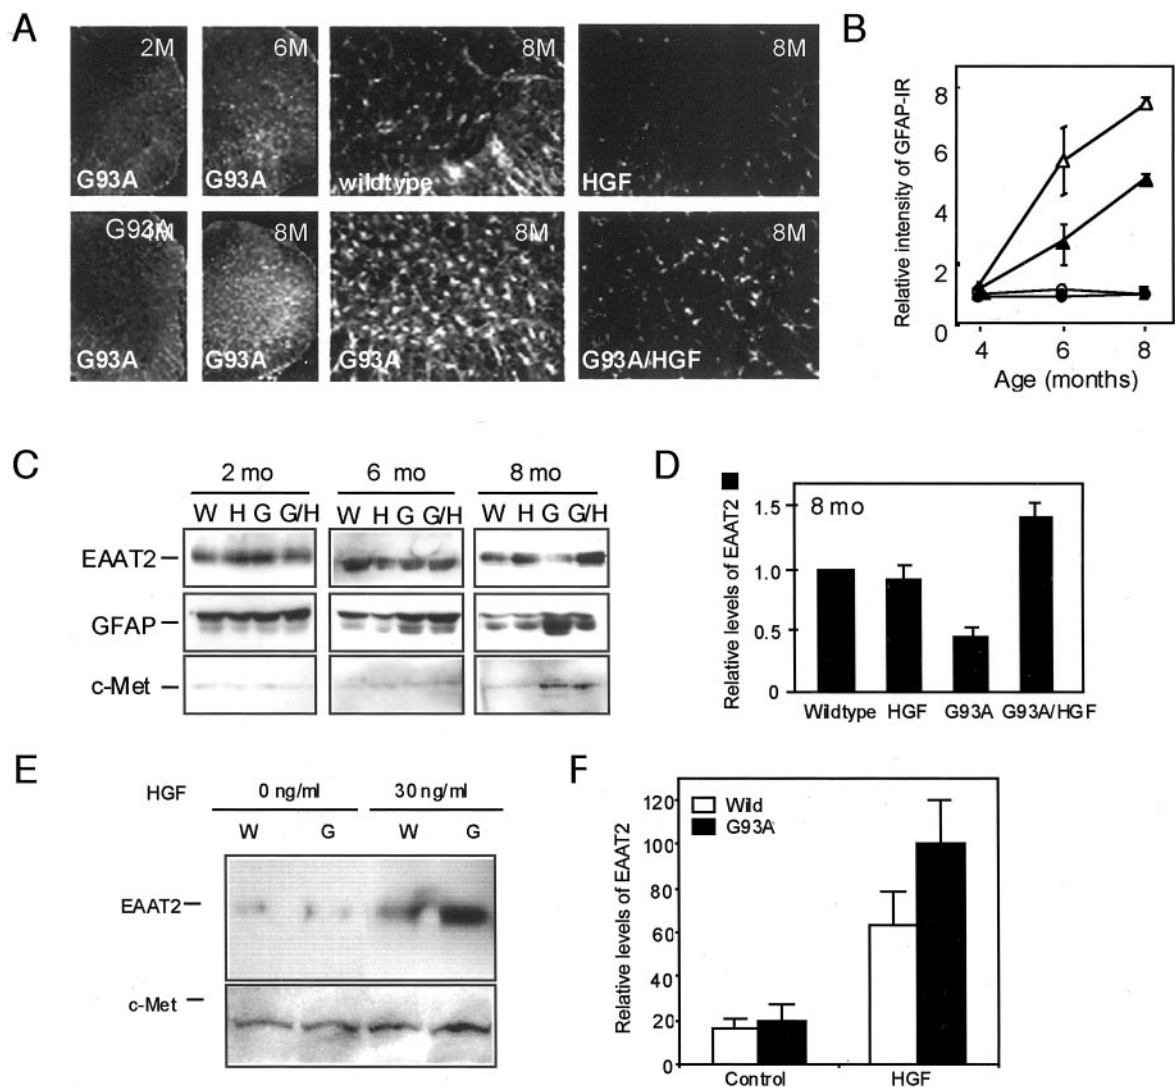 A
2M
G93A
6M
G93A
8M
wildtype
8M
HGF
G93A
G93A
8M
G93A
8M
G93A
8M
G93A/HGF
B
Relative intensity of GFAP-IR
8
6
4
2
0
4 6 8
Age (months)
C
2 mo 6 mo 8 mo
W H G G/H W H G G/H W H G G/H
EAAT2
GFAP
c-Met
D
Relative levels of EAAT2
8 mo
1.5
1.0
0.5
0
Wildtype HGF G93A G93A/HGF
E
HGF 0 ng/ml 30 ng/ml
W G W G
EAAT2
c-Met
F
Relative levels of EAAT2
Wild
G93A
120
100
80
60
40
20
0
Control HGF